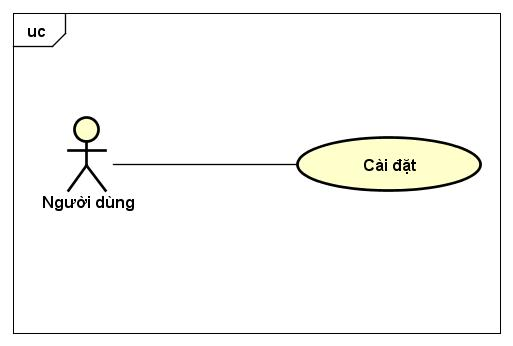 uc
Người dùng
Cài đặt